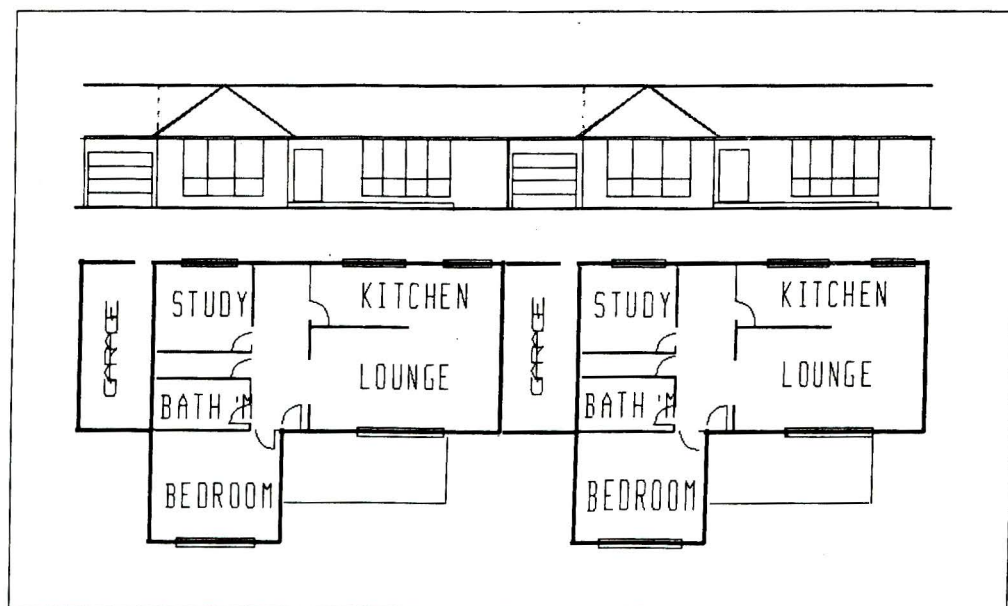 STUDY
KITCHEN
GARAGE
LOUNGE
BATH'M
BEDROOM
STUDY
KITCHEN
GARAGE
LOUNGE
BATH'M
BEDROOM